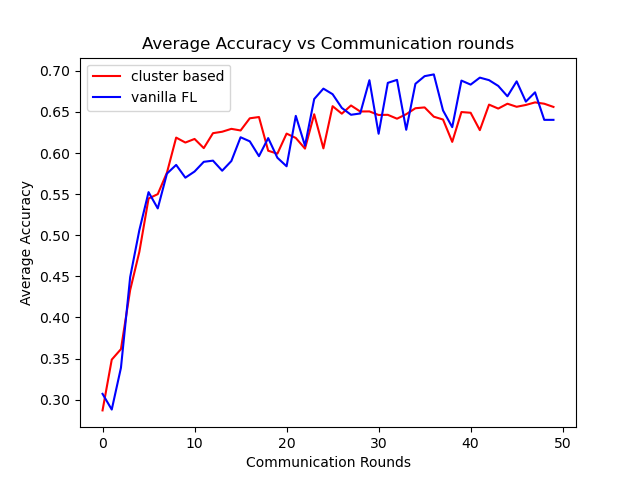 Average Accuracy vs Communication rounds
cluster based
vanilla FL
0.70
0.65
0.60
0.55
0.50
0.45
0.40
0.35
0.30
Average Accuracy
0 10 20 30 40 50
Communication Rounds